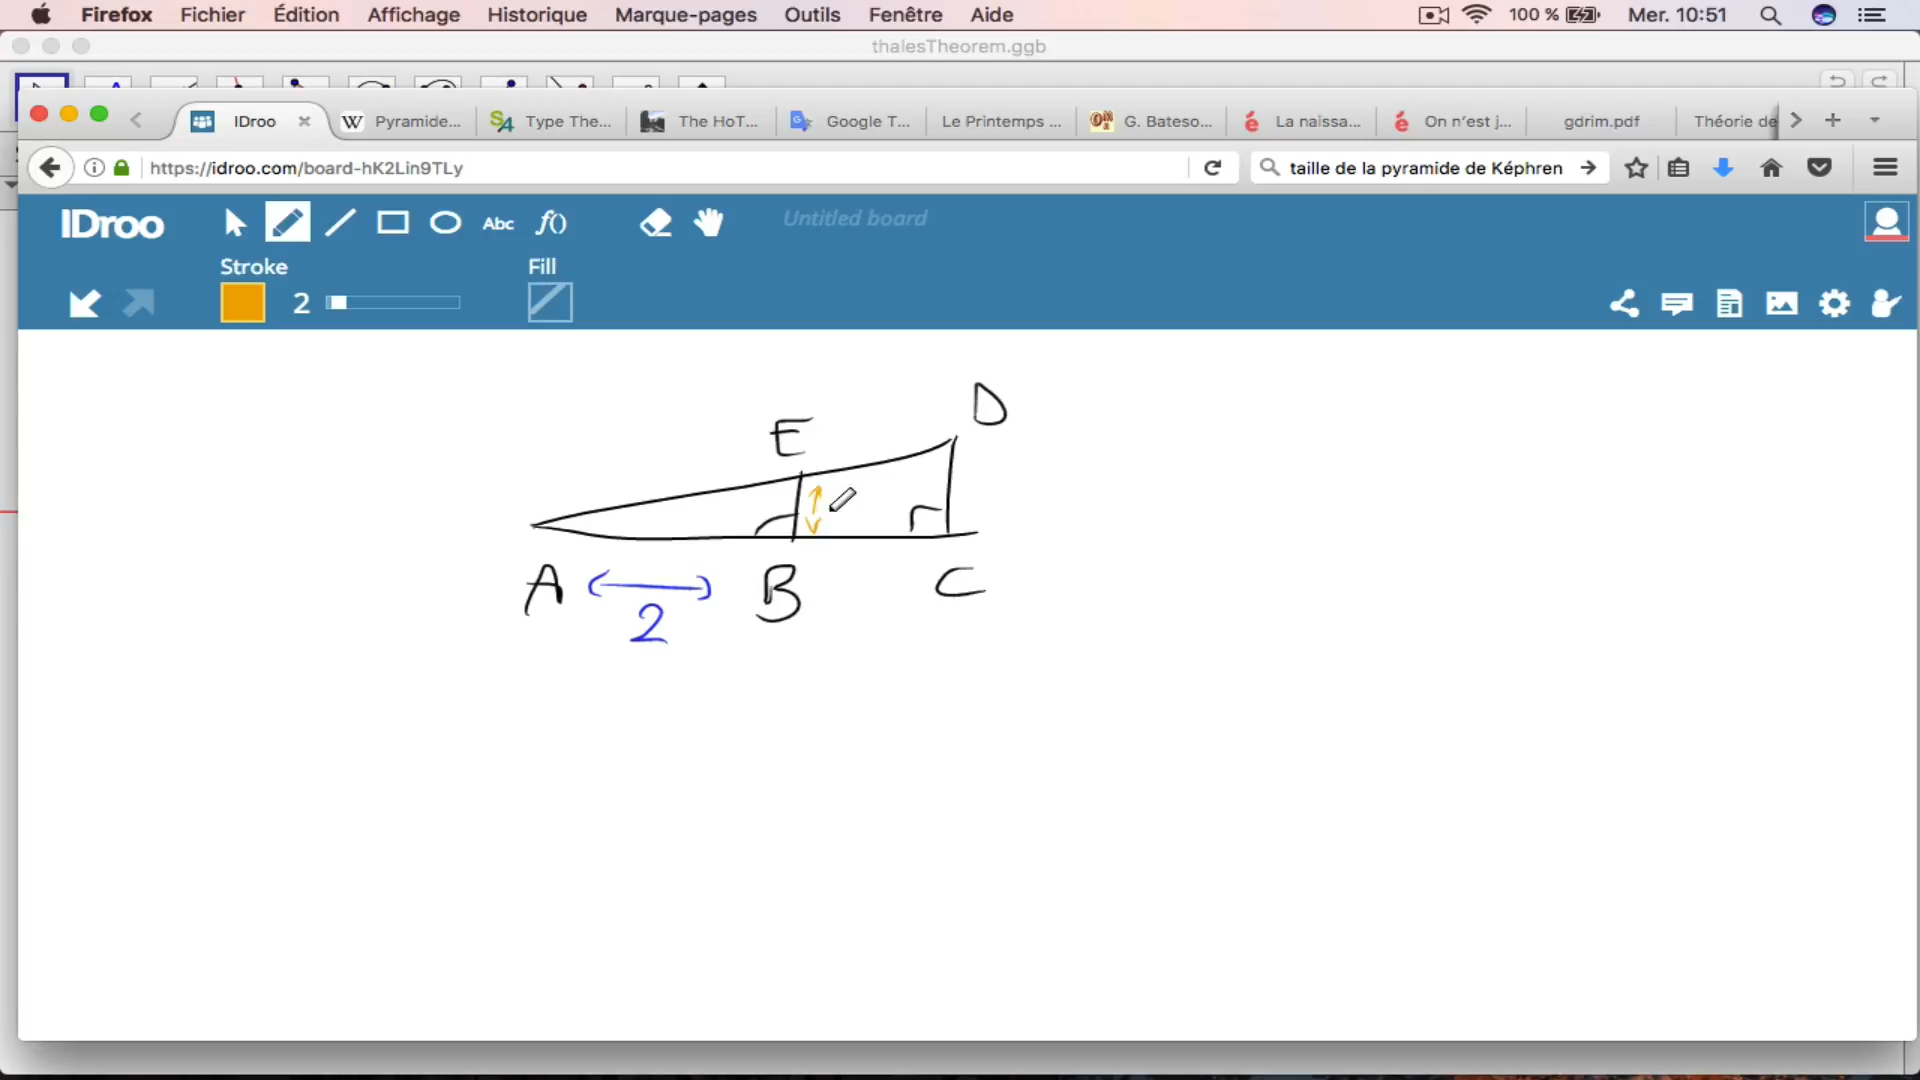 Firefox Fichier Édition Affichage Historique Marque-pages Outils Fenêtre Aide 100 % Mer. 10:51
thalesTheorem.ggb
IDroo Pyramide... Type The... The HoT... Google T... Le Printemps ... G. Bateso... La naissa... On n'est j... gdrim.pdf Théorie de
https://idroo.com/board-hK2Lin9TLy taille de la pyramide de Képhren
IDroo Abc f() Untitled board
Stroke Fill
2
D
E
A B C
2